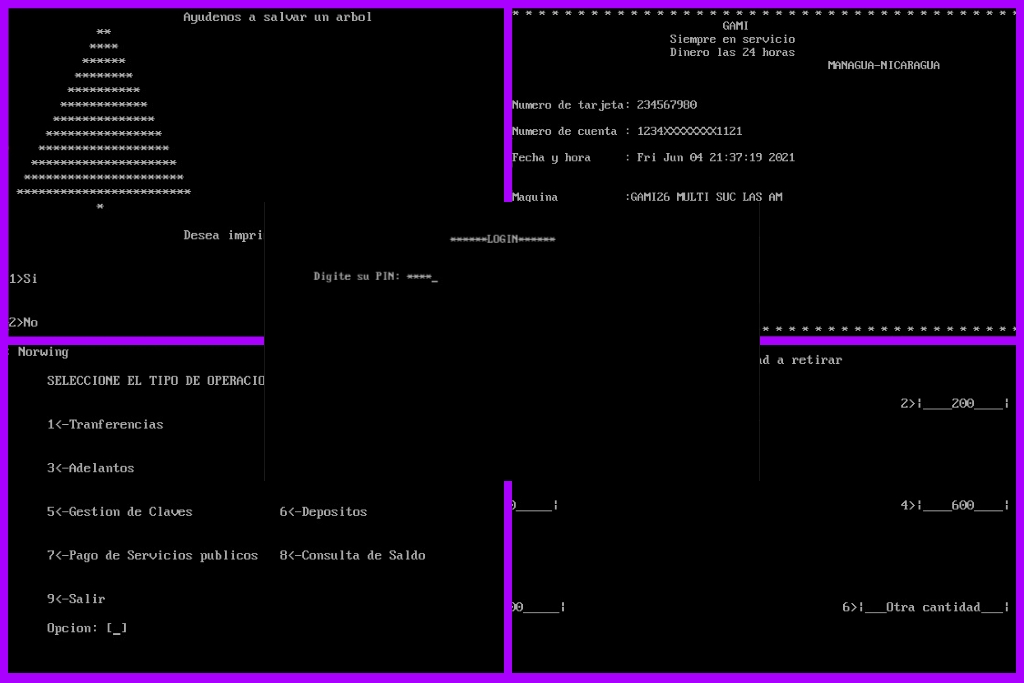 Ayudenos a salvar un arbol
**
****
******
********
**********
************
**************
****************
******************
********************
**********************
************************
*
Desea impri
1>Si
2>No
* * * * * * * * * * * * * * * * * * * * * * * * * * * * * * * * * * * * * * *
GAMI
Siempre en servicio
Dinero las 24 horas
MANAGUA-NICARAGUA
Numero de tarjeta: 234567980
Numero de cuenta : 1234XXXXXXXX1121
Fecha y hora : Fri Jun 04 21:37:19 2021
Maquina :GAMI26 MULTI SUC LAS AM
* * * * * * * * * * * * * * * * * * * *
******LOGIN******
Digite su PIN: ****_
: Norwing
SELECCIONE EL TIPO DE OPERACIO
1<-Tranferencias
3<-Adelantos
5<-Gestion de Claves 6<-Depositos
7<-Pago de Servicios publicos 8<-Consulta de Saldo
9<-Salir
Opcion: [_]
ad a retirar
2>¦____200____¦
0_____¦ 4>¦____600____¦
00_____¦ 6>¦___Otra cantidad___¦